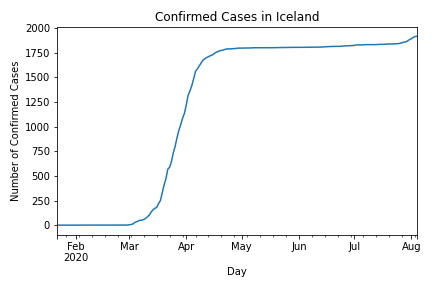 Confirmed Cases in Iceland
Number of Confirmed Cases
2000
1750
1500
1250
1000
750
500
250
0
Feb Mar Apr May Jun Jul Aug
2020
Day